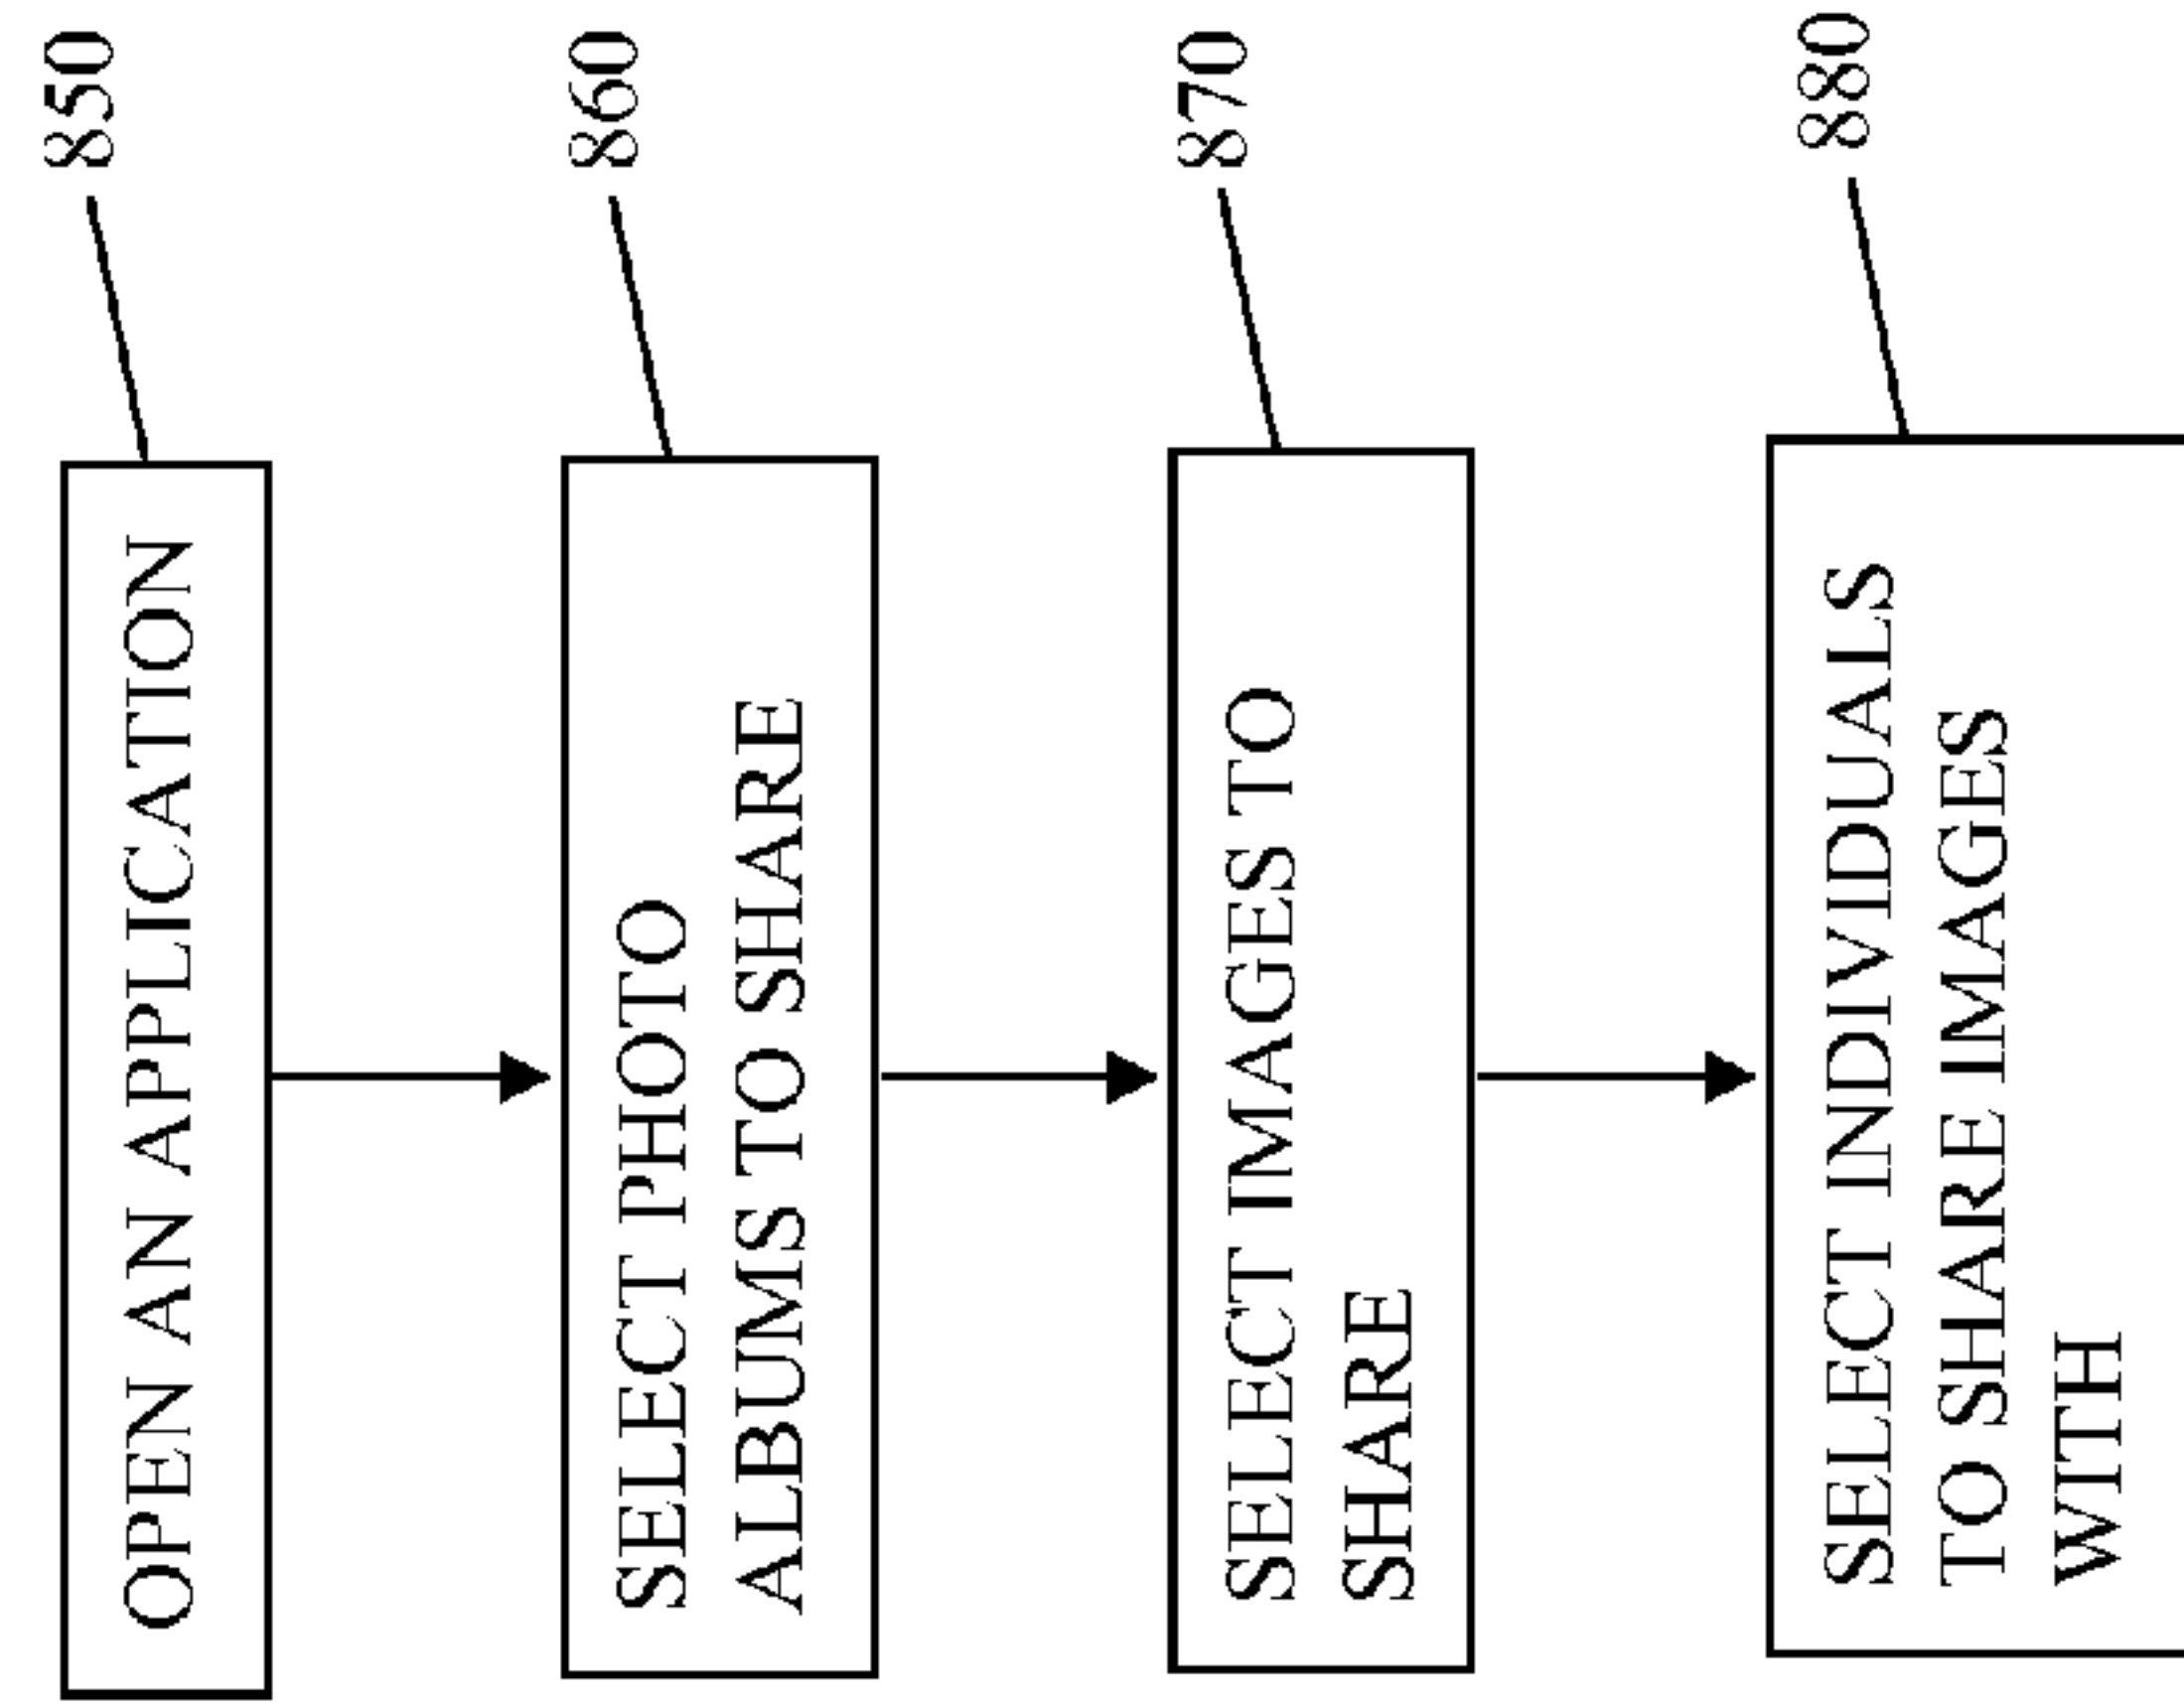 850
OPEN AN APPLICATION
860
SELECT PHOTO
ALBUMS TO SHARE
870
SELECT IMAGES TO
SHARE
880
SELECT INDIVIDUALS
TO SHARE IMAGES
WITH